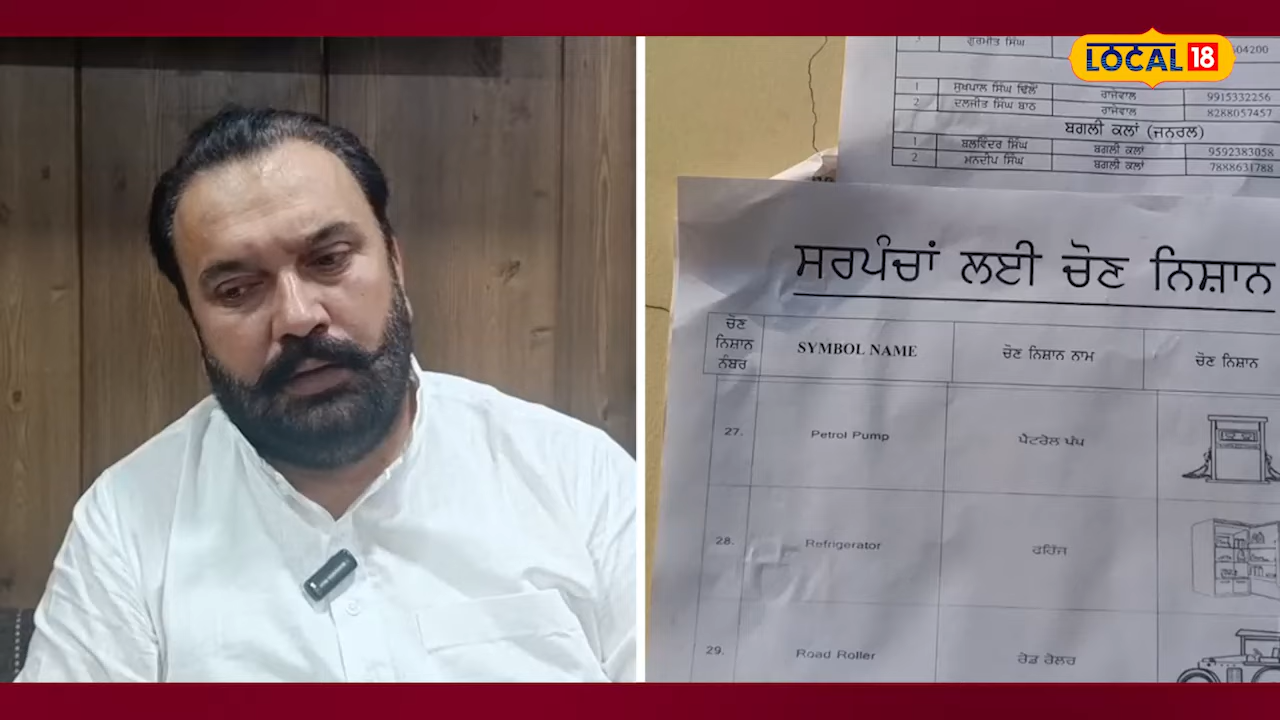 LOCAL 18
ਗੁਰਮੀਤ ਸਿੰਘ
604200
1 ਸੁਖਪਾਲ ਸਿੰਘ ਢਿੱਲੋਂ ਰਾਜੇਵਾਲ 9915332256
2 ਦਲਜੀਤ ਸਿੰਘ ਬਾਠ ਰਾਜੇਵਾਲ 8288057457
ਬਗਲੀ ਕਲਾਂ (ਜਨਰਲ)
1 ਬਲਵਿੰਦਰ ਸਿੰਘ ਬਗਲੀ ਕਲਾਂ 9592383058
2 ਮਨਦੀਪ ਸਿੰਘ ਬਗਲੀ ਕਲਾਂ 7888631788
ਸਰਪੰਚਾਂ ਲਈ ਚੋਣ ਨਿਸ਼ਾਨ
ਚੋਣ ਨਿਸ਼ਾਨ ਨੰਬਰ SYMBOL NAME ਚੋਣ ਨਿਸ਼ਾਨ ਨਾਮ ਚੋਣ ਨਿਸ਼ਾਨ
27. Petrol Pump ਪੈਟਰੋਲ ਪੰਪ
28. Refrigerator ਫਰਿੱਜ
29. Road Roller ਰੋਡ ਰੋਲਰ